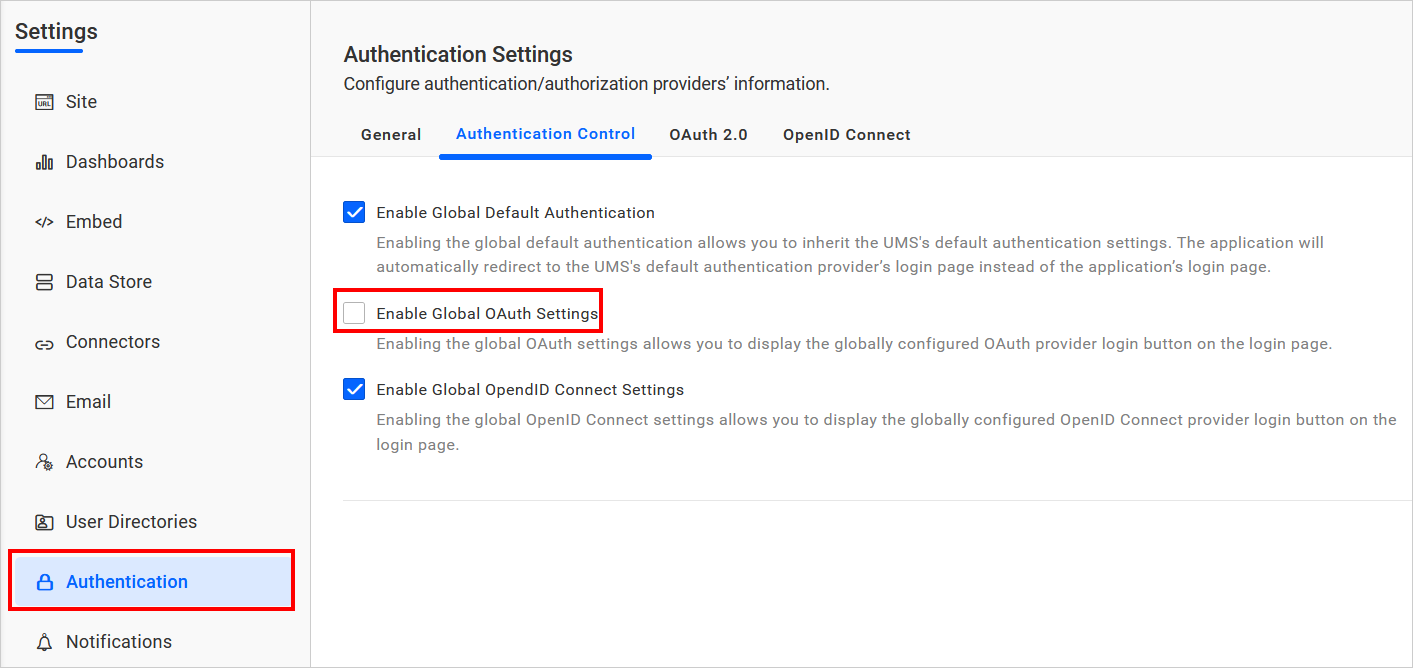 Settings
URL
Site
Dashboards
Embed
Data Store
Connectors
Email
Accounts
User Directories
Authentication
Notifications
Authentication Settings
Configure authentication/authorization providers’ information.
General
Authentication Control
OAuth 2.0
OpenID Connect
Enable Global Default Authentication
Enabling the global default authentication allows you to inherit the UMS's default authentication settings. The application will
automatically redirect to the UMS's default authentication provider’s login page instead of the application’s login page.
Enable Global OAuth Settings
Enabling the global OAuth settings allows you to display the globally configured OAuth provider login button on the login page.
Enable Global OpendID Connect Settings
Enabling the global OpenID Connect settings allows you to display the globally configured OpenID Connect provider login button on the
login page.